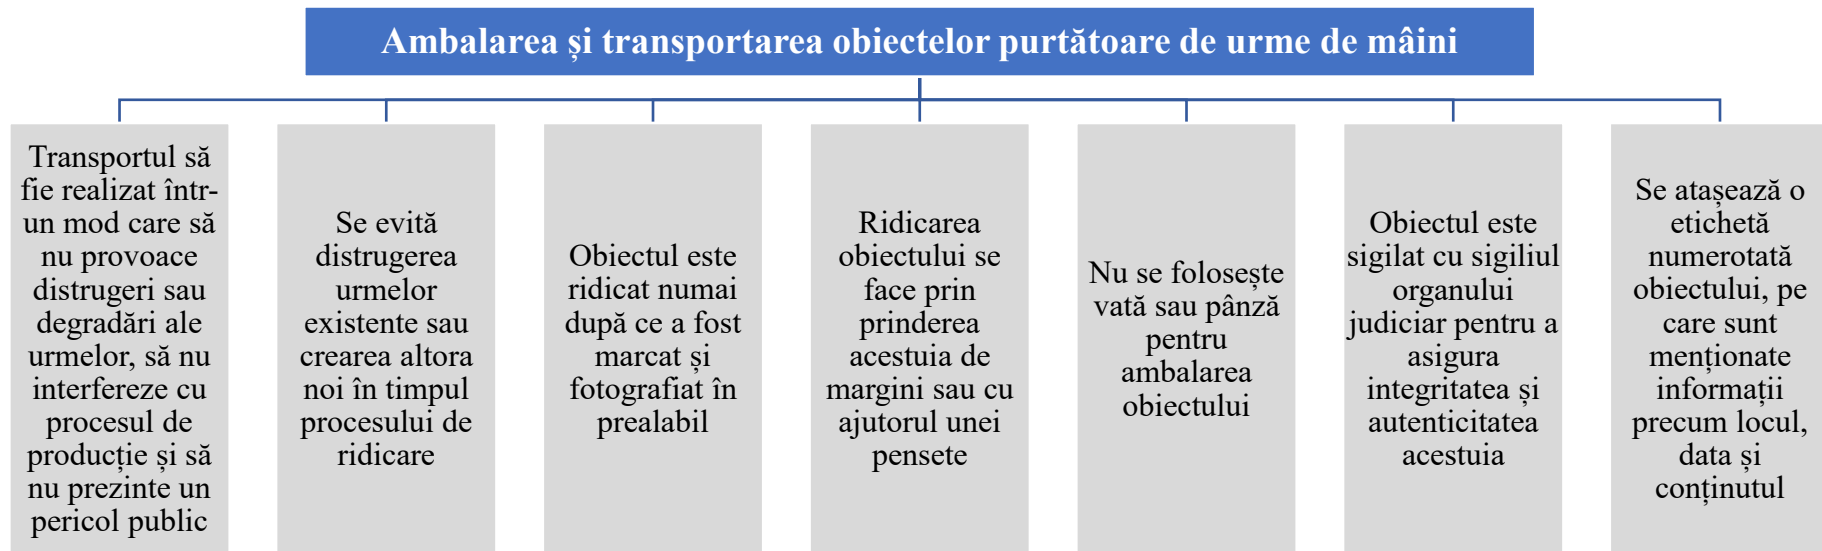 Ambalarea și transportarea obiectelor purtătoare de urme de mâini
Transportul să
fie realizat într-
un mod care să
nu provoace
distrugeri sau
degradări ale
urmelor, să nu
interfereze cu
procesul de
producție și să
nu prezinte un
pericol public
Se evită
distrugerea
urmelor
existente sau
crearea altora
noi în timpul
procesului de
ridicare
Obiectul este
ridicat numai
după ce a fost
marcat și
fotografiat în
prealabil
Ridicarea
obiectului se
face prin
prinderea
acestuia de
margini sau cu
ajutorul unei
pensete
Nu se folosește
vată sau pânză
pentru
ambalarea
obiectului
Obiectul este
sigilat cu sigiliul
organului
judiciar pentru a
asigura
integritatea și
autenticitatea
acestuia
Se atașează o
etichetă
numerotată
obiectului, pe
care sunt
menționate
informații
precum locul,
data și
conținutul